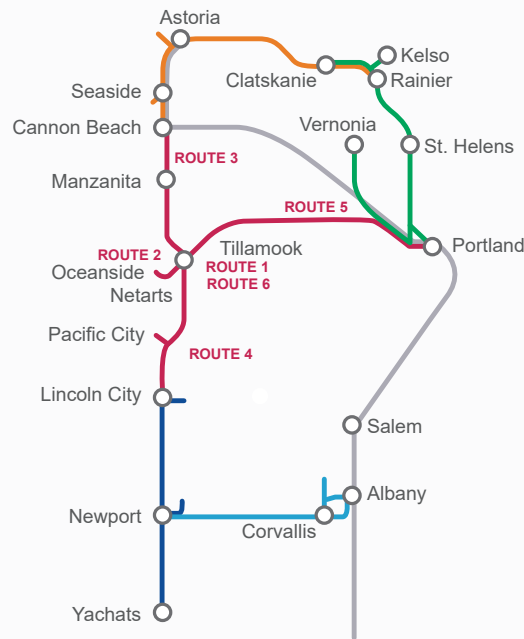 Astoria
Kelso
Clatskanie
Rainier
Seaside
Cannon Beach
Vernonia
St. Helens
ROUTE 3
Manzanita
ROUTE 5
Tillamook
Portland
ROUTE 2
Oceanside
ROUTE 1
Netarts
ROUTE 6
Pacific City
ROUTE 4
Lincoln City
Salem
Albany
Newport
Corvallis
Yachats